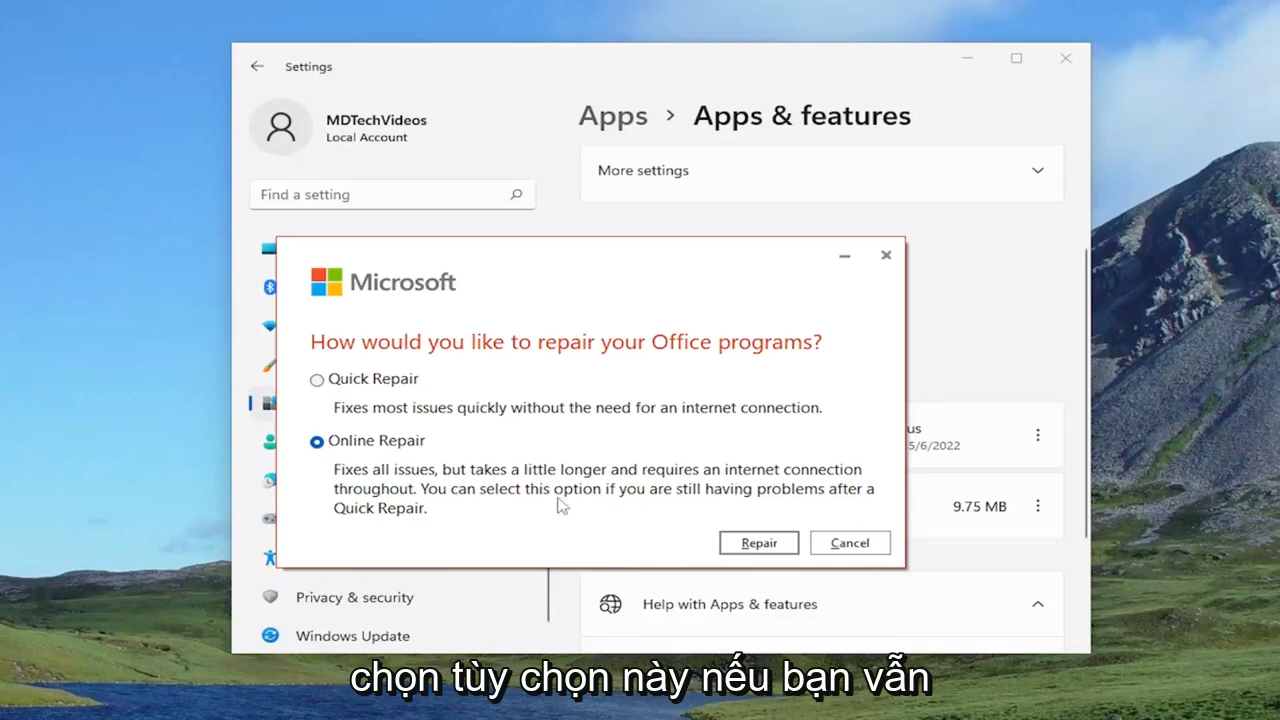 Settings
MDTechVideos
Local Account
Find a setting
Apps > Apps & features
More settings
Microsoft
How would you like to repair your Office programs?
Quick Repair
Fixes most issues quickly without the need for an internet connection.
Online Repair
Fixes all issues, but takes a little longer and requires an internet connection
throughout. You can select this option if you are still having problems after a
Quick Repair.
Repair
Cancel
us
5/6/2022
9.75 MB
Privacy & security
Windows Update
Help with Apps & features
chọn tùy chọn này nếu bạn vẫn